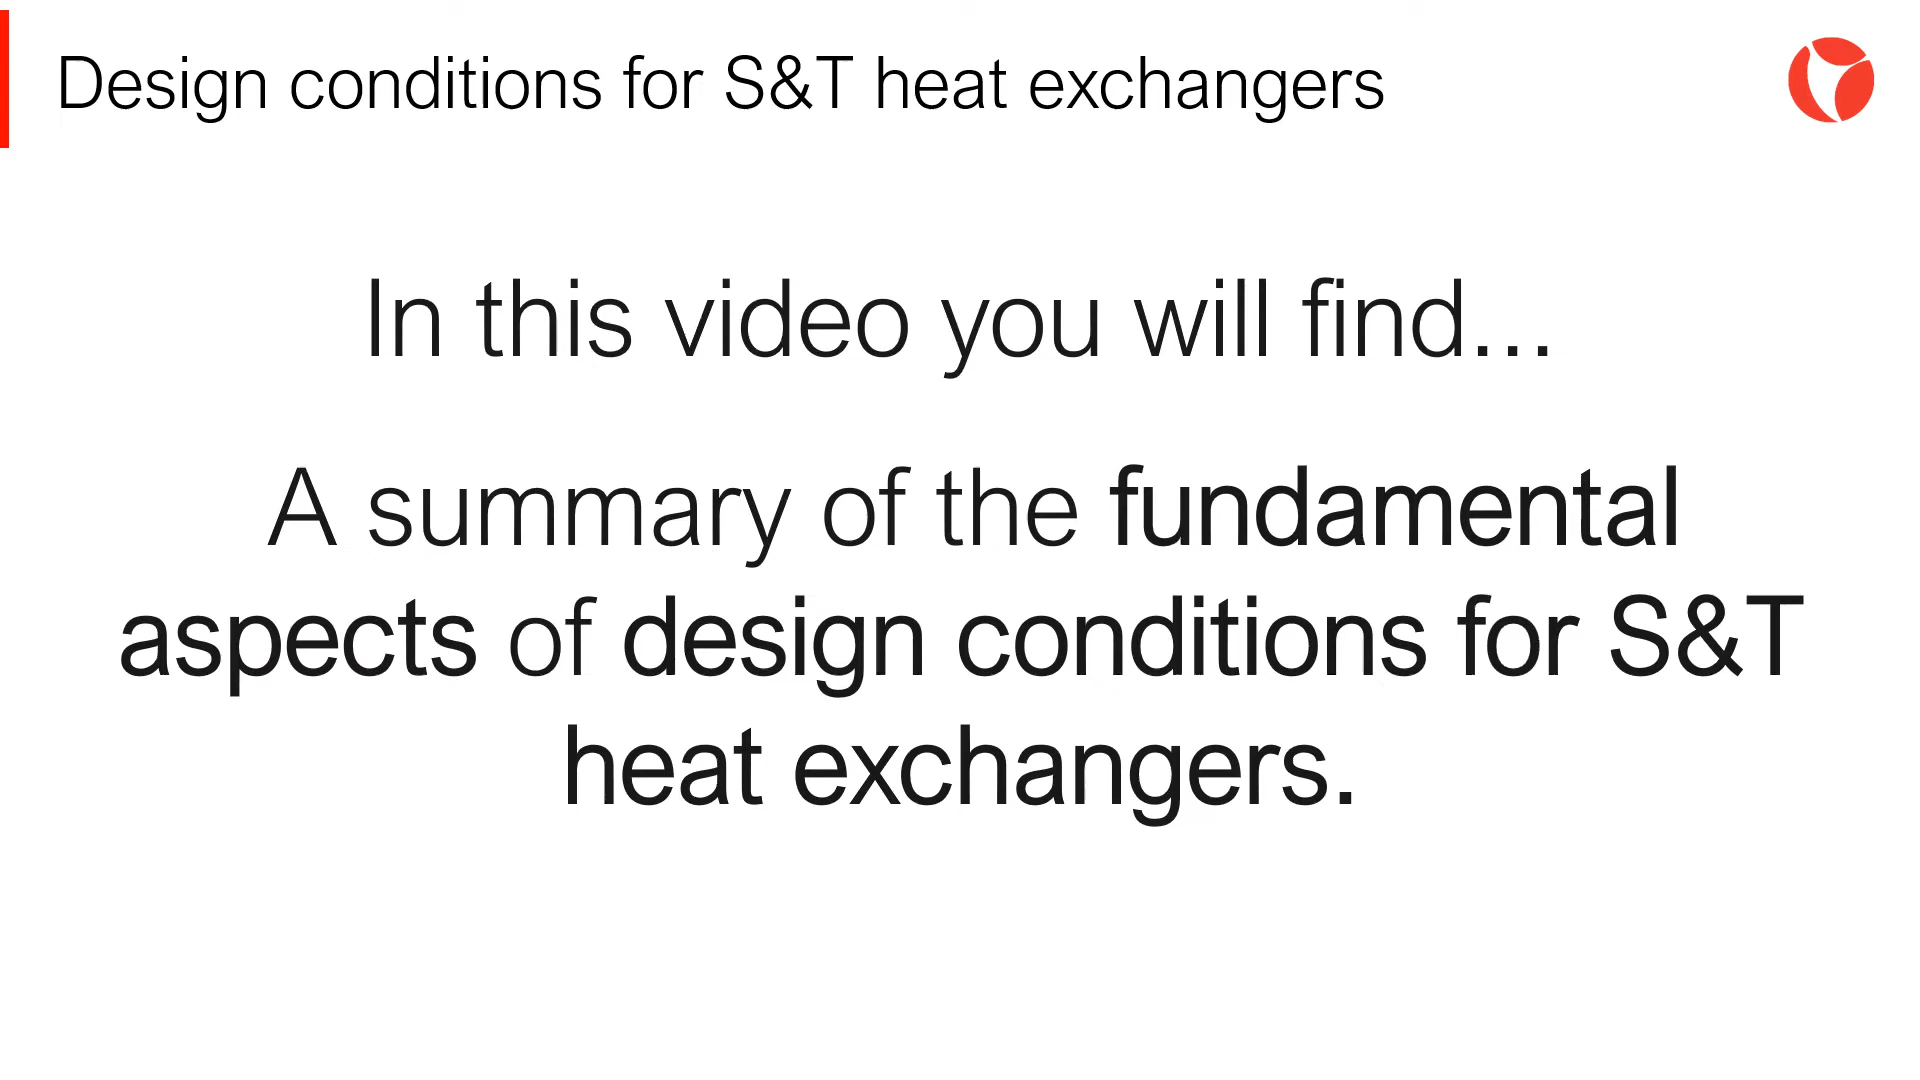 Design conditions for S&T heat exchangers
In this video you will find...
A summary of the fundamental
aspects of design conditions for S&T
heat exchangers.